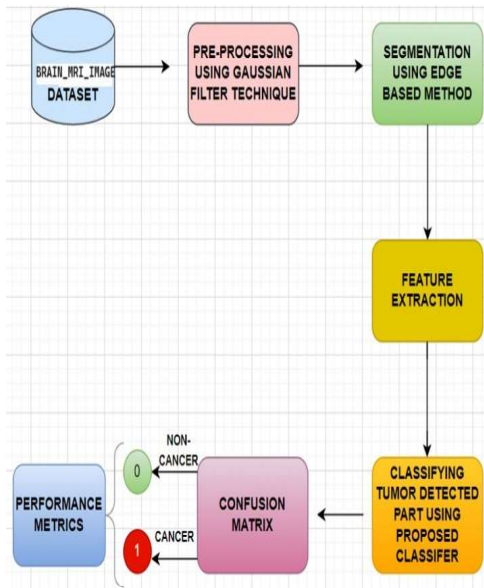 BRAIN_MRI_IMAGE
DATASET
PRE-PROCESSING
USING GAUSSIAN
FILTER TECHNIQUE
SEGMENTATION
USING EDGE
BASED METHOD
FEATURE
EXTRACTION
CLASSIFYING
TUMOR DETECTED
PART USING
PROPOSED
CLASSIFER
CONFUSION
MATRIX
NON-
CANCER
0
CANCER
1
PERFORMANCE
METRICS